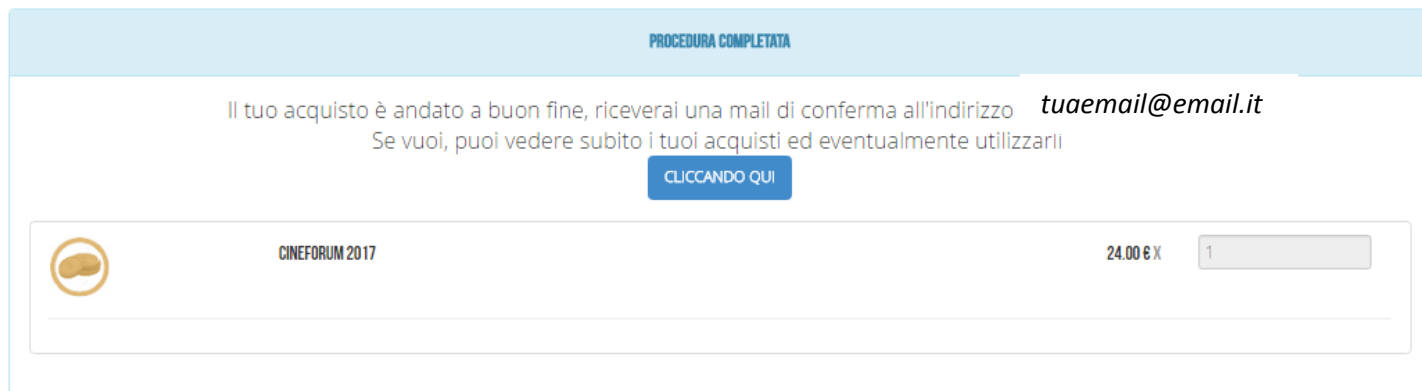 PROCEDURA COMPLETATA
Il tuo acquisto è andato a buon fine, riceverai una mail di conferma all'indirizzo tuaemail@email.it
Se vuoi, puoi vedere subito i tuoi acquisti ed eventualmente utilizzarli
CLICCANDO QUI
CINEFORUM 2017 24.00 € X 1